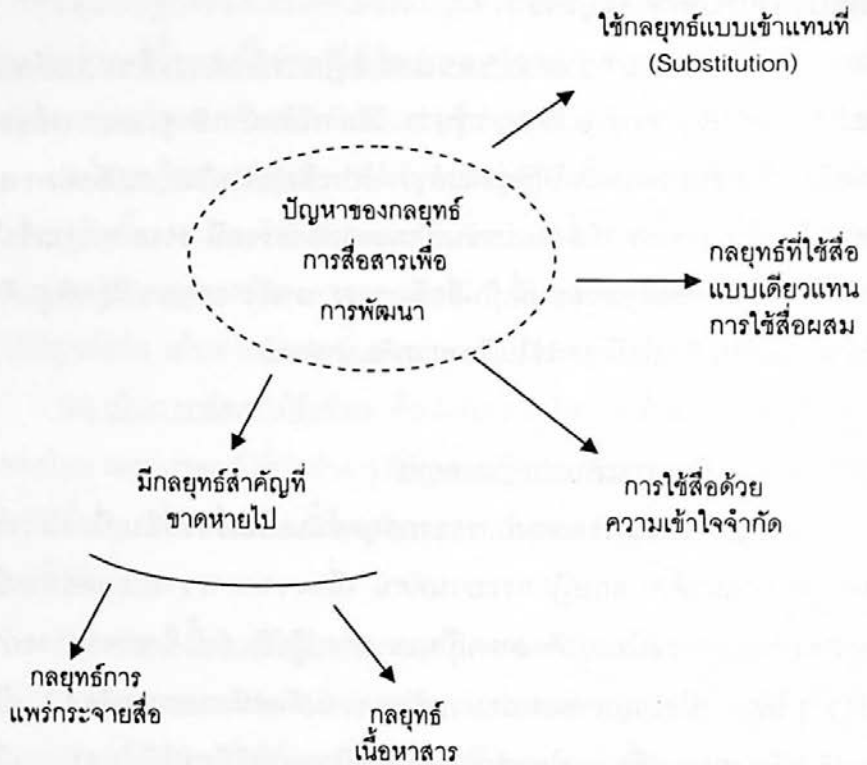 ใช้กลยุทธ์แบบเข้าแทนที่
(Substitution)
ปัญหาของกลยุทธ์
การสื่อสารเพื่อ
การพัฒนา
กลยุทธ์ที่ใช้สื่อ
แบบเดียวแทน
การใช้สื่อผสม
มีกลยุทธ์สำคัญที่
ขาดหายไป
การใช้สื่อด้วย
ความเข้าใจจำกัด
กลยุทธ์การ
แพร่กระจายสื่อ
กลยุทธ์
เนื้อหาสาร